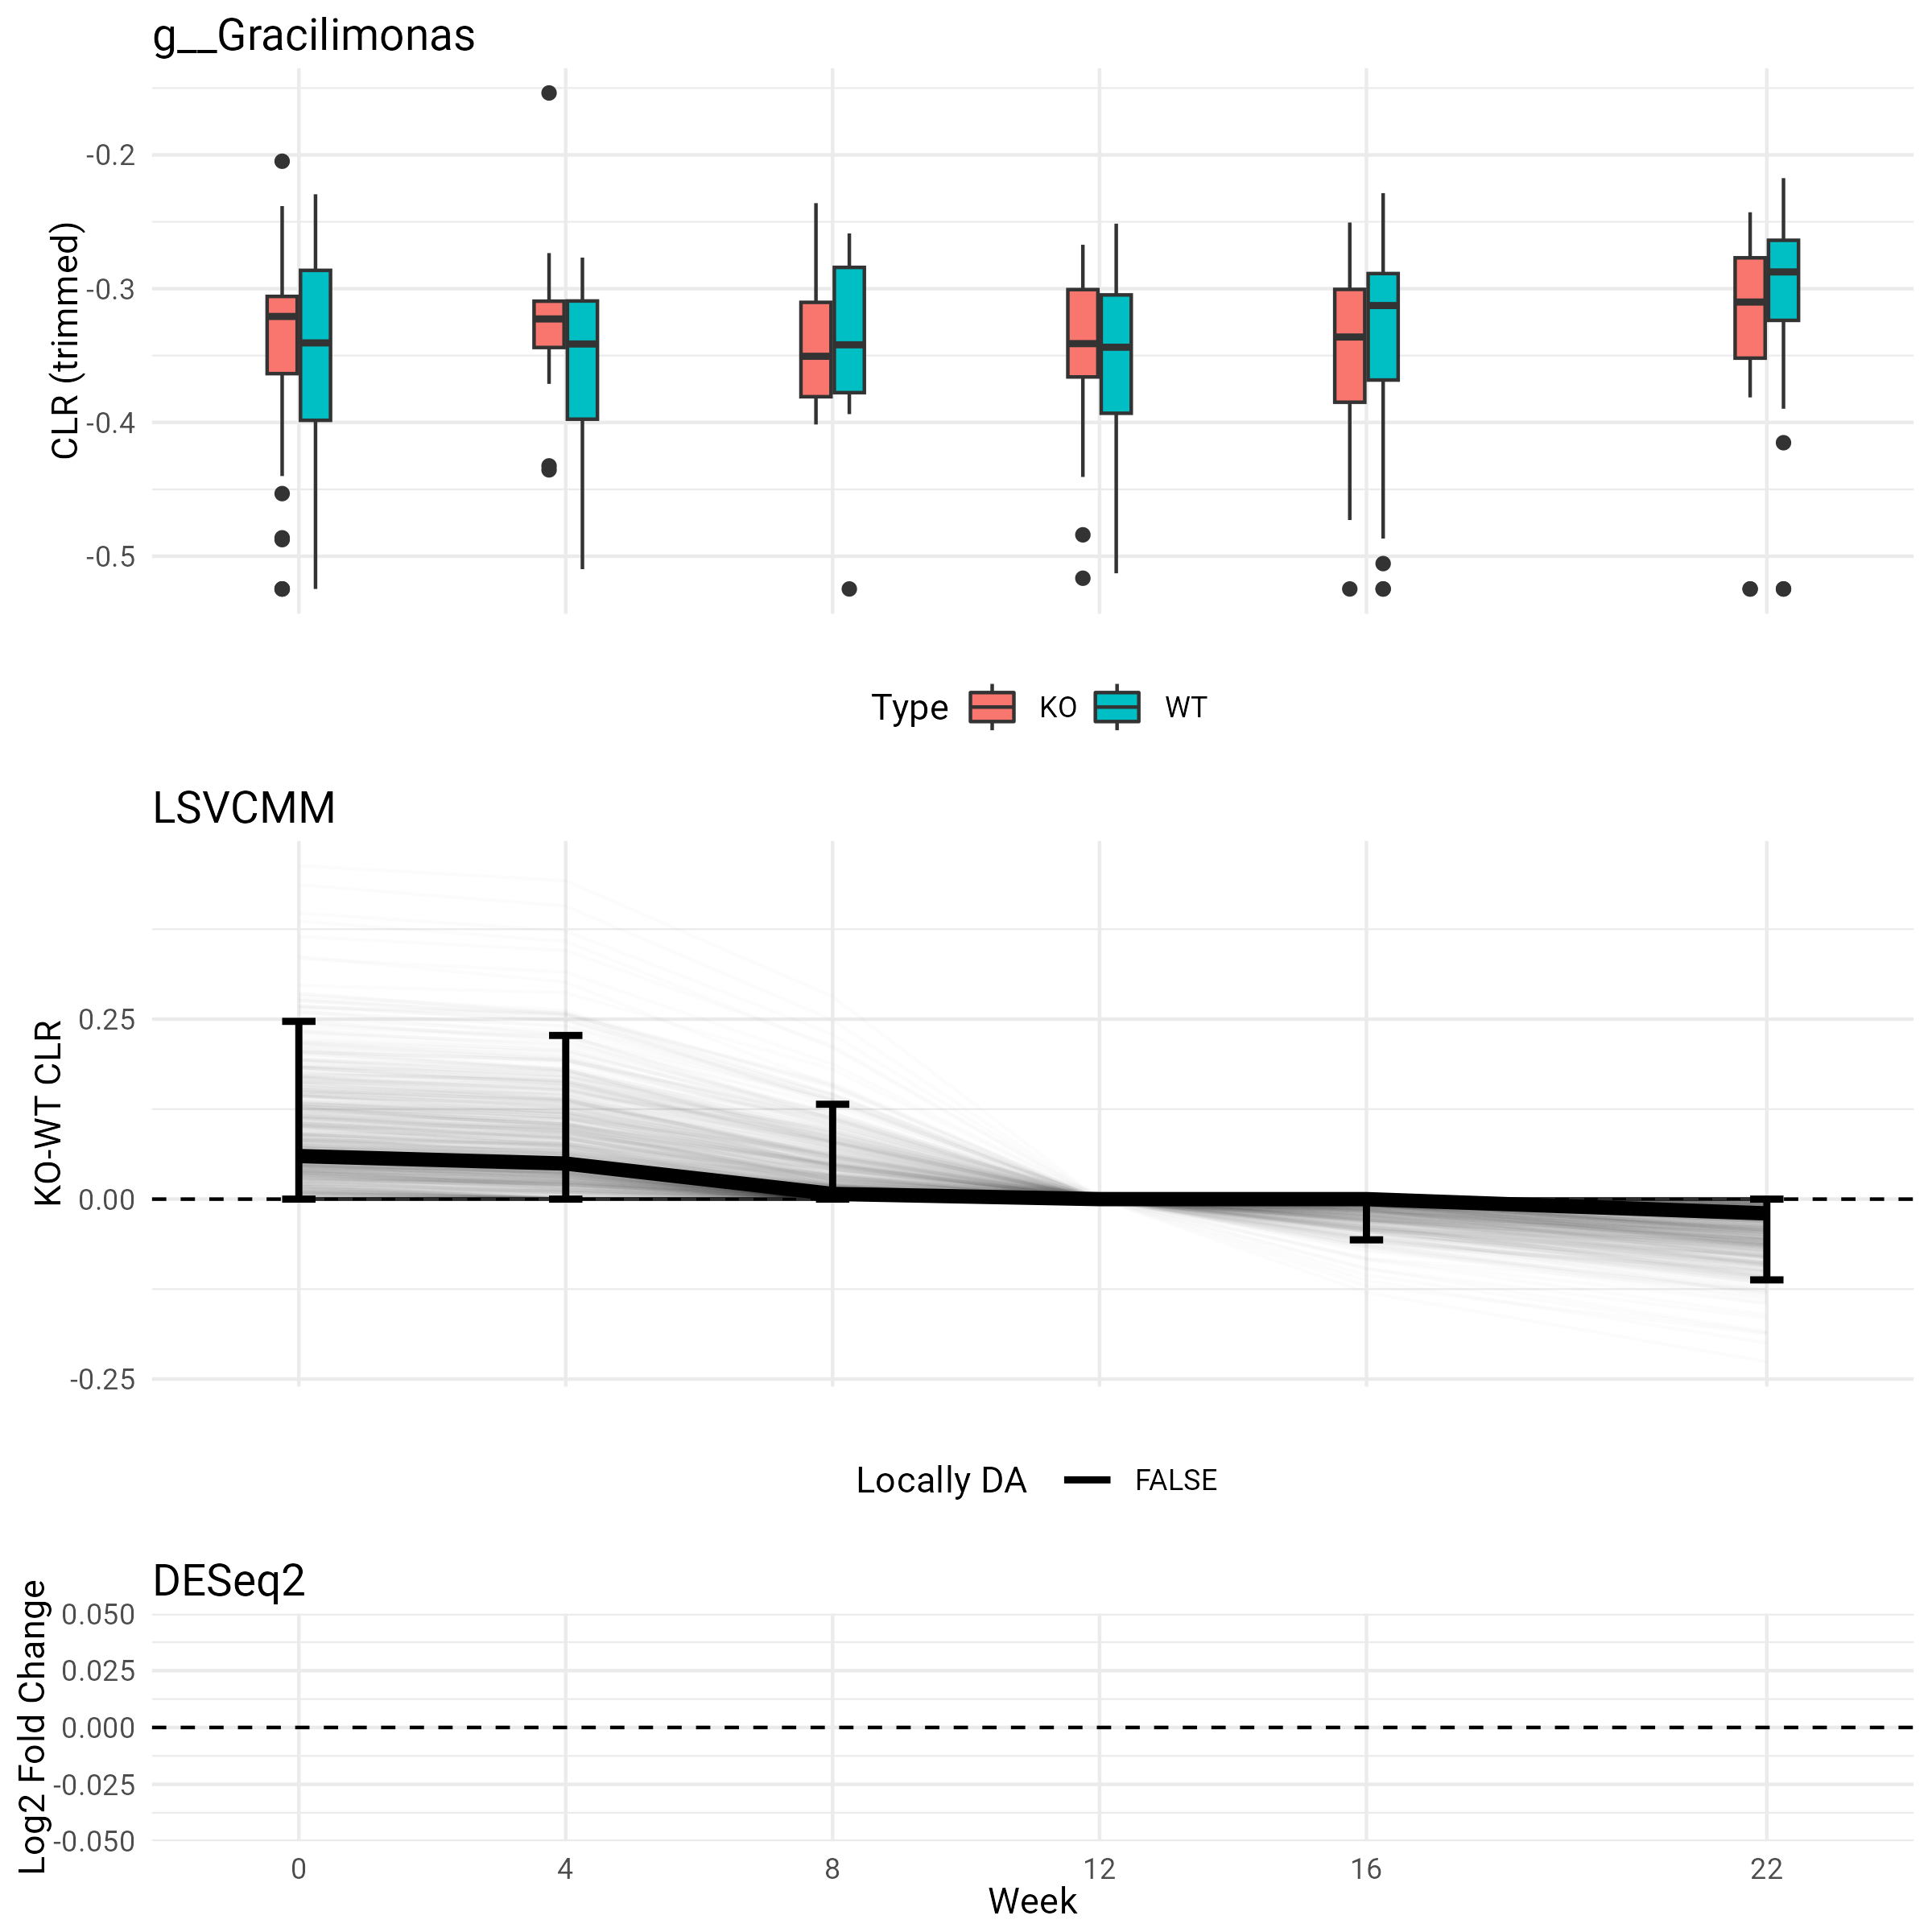 g__Gracilimonas
CLR (trimmed)
-0.2
-0.3
-0.4
-0.5
Type KO WT
LSVCMM
KO-WT CLR
0.25
0.00
-0.25
Locally DA FALSE
DESeq2
Log2 Fold Change
0.050
0.025
0.000
-0.025
-0.050
0 4 8 12 16 22
Week